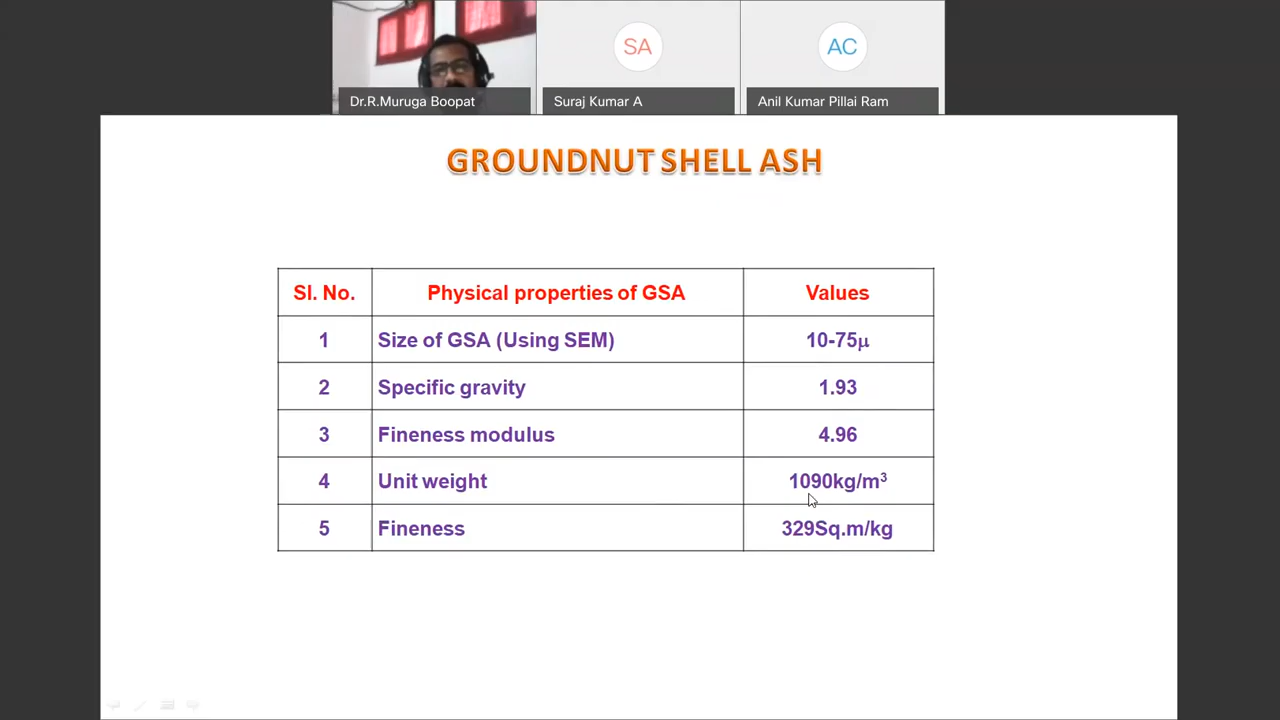 SA
AC
Dr.R.Muruga Boopat
Suraj Kumar A
Anil Kumar Pillai Ram
GROUNDNUT SHELL ASH
Sl. No. Physical properties of GSA Values
1 Size of GSA (Using SEM) 10-75μ
2 Specific gravity 1.93
3 Fineness modulus 4.96
4 Unit weight 1090kg/m³
5 Fineness 329Sq.m/kg